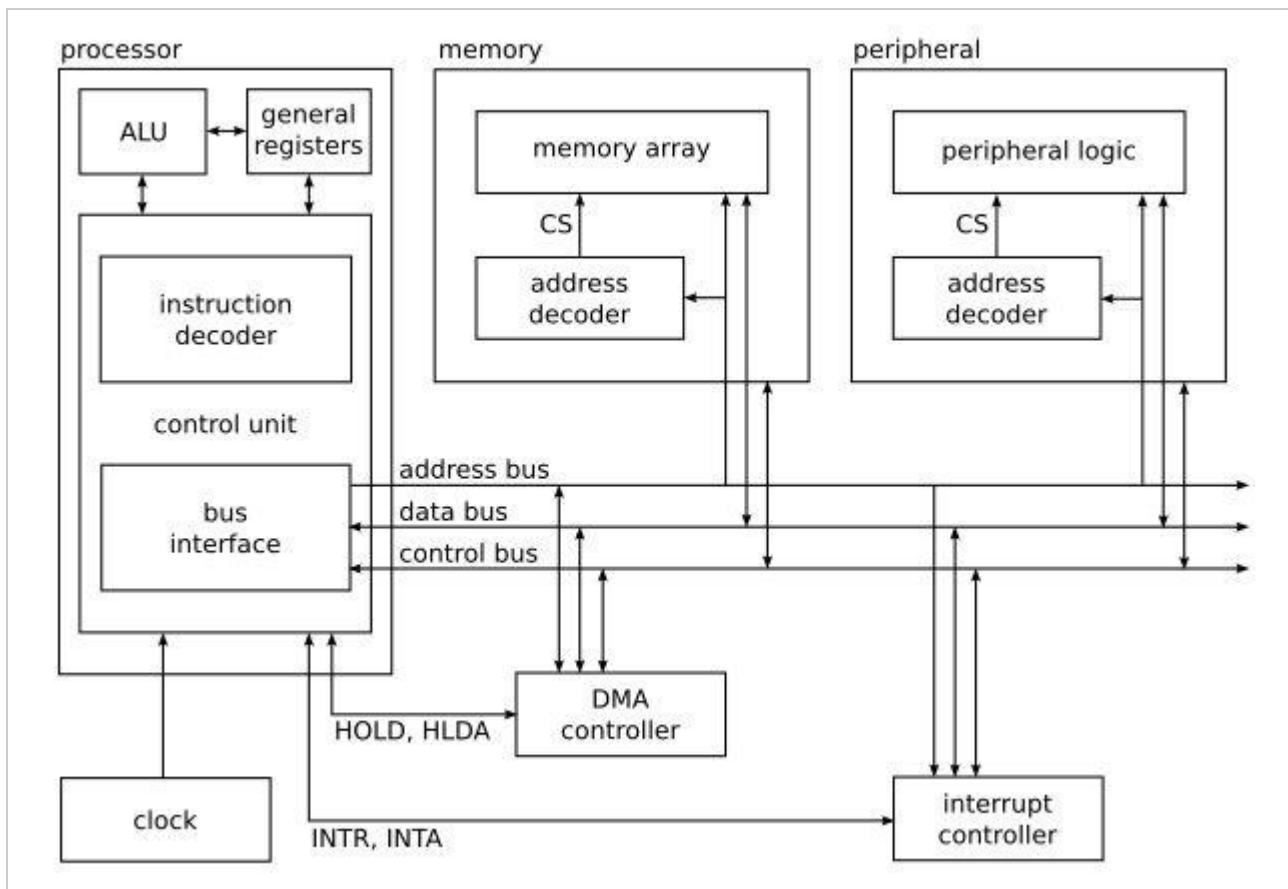 processor
memory
peripheral
ALU
general
registers
memory array
peripheral logic
CS
CS
address
decoder
address
decoder
instruction
decoder
control unit
address bus
bus
interface
data bus
control bus
DMA
controller
HOLD, HLDA
clock
INTR, INTA
interrupt
controller